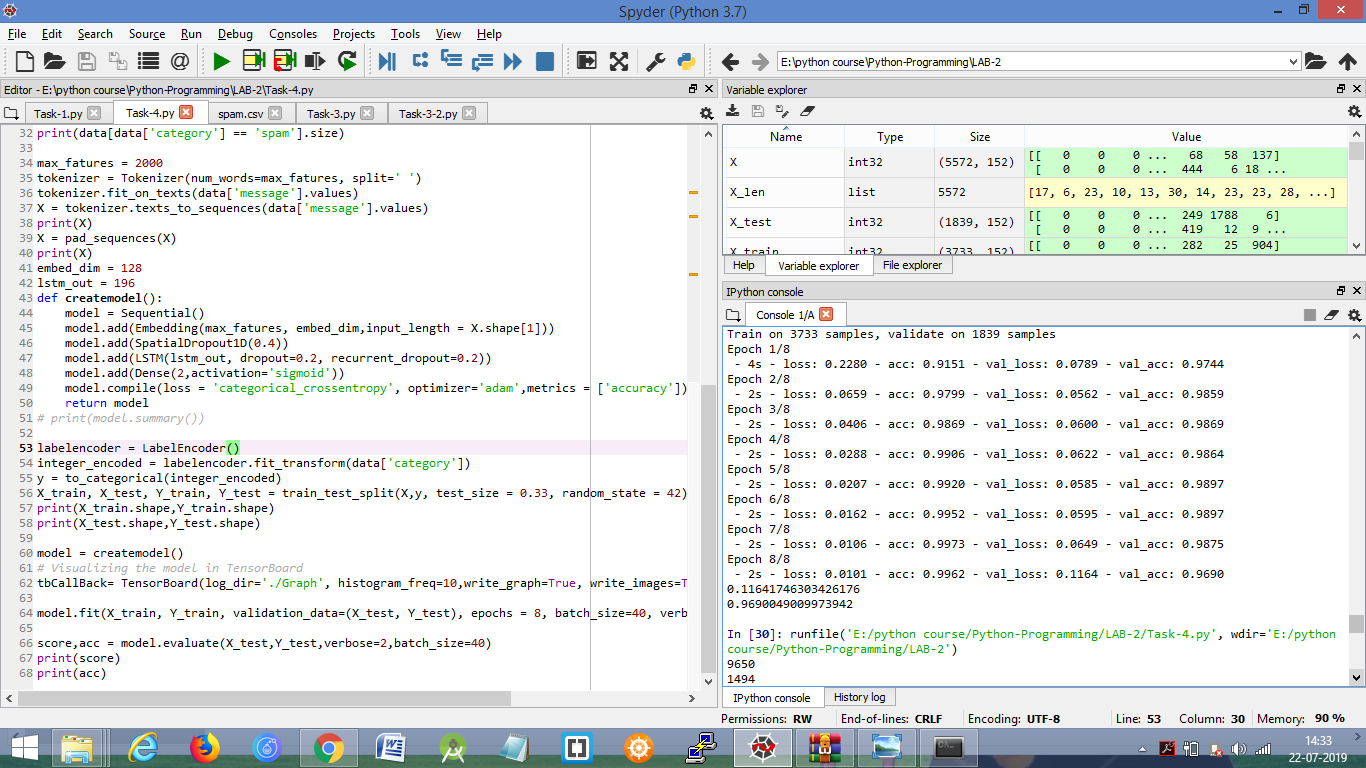 Spyder (Python 3.7)
File Edit Search Source Run Debug Consoles Projects Tools View Help
E:\python course\Python-Programming\LAB-2
Editor - E:\python course\Python-Programming\LAB-2\Task-4.py
Task-1.py Task-4.py spam.csv Task-3.py Task-3-2.py
32 print(data[data['category'] == 'spam'].size)
33
34 max_fatures = 2000
35 tokenizer = Tokenizer(num_words=max_fatures, split=' ')
36 tokenizer.fit_on_texts(data['message'].values)
37 X = tokenizer.texts_to_sequences(data['message'].values)
38 print(X)
39 X = pad_sequences(X)
40 print(X)
41 embed_dim = 128
42 lstm_out = 196
43 def createmodel():
44     model = Sequential()
45     model.add(Embedding(max_fatures, embed_dim,input_length = X.shape[1]))
46     model.add(SpatialDropout1D(0.4))
47     model.add(LSTM(lstm_out, dropout=0.2, recurrent_dropout=0.2))
48     model.add(Dense(2,activation='sigmoid'))
49     model.compile(loss = 'categorical_crossentropy', optimizer='adam',metrics = ['accuracy'])
50     return model
51 # print(model.summary())
52
53 labelencoder = LabelEncoder()
54 integer_encoded = labelencoder.fit_transform(data['category'])
55 y = to_categorical(integer_encoded)
56 X_train, X_test, Y_train, Y_test = train_test_split(X,y, test_size = 0.33, random_state = 42)
57 print(X_train.shape,Y_train.shape)
58 print(X_test.shape,Y_test.shape)
59
60 model = createmodel()
61 # Visualizing the model in TensorBoard
62 tbCallBack= TensorBoard(log_dir='./Graph', histogram_freq=10,write_graph=True, write_images=T
63
64 model.fit(X_train, Y_train, validation_data=(X_test, Y_test), epochs = 8, batch_size=40, verb
65
66 score,acc = model.evaluate(X_test,Y_test,verbose=2,batch_size=40)
67 print(score)
68 print(acc)
Variable explorer
Name Type Size Value
X int32 (5572, 152) [[ 0 0 0 ... 68 58 137]
[ 0 0 0 ... 444 6 18 ...
X_len list 5572 [17, 6, 23, 10, 13, 30, 14, 23, 23, 28, ...]
X_test int32 (1839, 152) [[ 0 0 0 ... 249 1788 6]
[ 0 0 0 ... 419 12 9 ...
X_train int32 (3733, 152) [[ 0 0 0 ... 282 25 904]
Help Variable explorer File explorer
IPython console
Console 1/A
Train on 3733 samples, validate on 1839 samples
Epoch 1/8
 - 4s - loss: 0.2280 - acc: 0.9151 - val_loss: 0.0789 - val_acc: 0.9744
Epoch 2/8
 - 2s - loss: 0.0659 - acc: 0.9799 - val_loss: 0.0562 - val_acc: 0.9859
Epoch 3/8
 - 2s - loss: 0.0406 - acc: 0.9869 - val_loss: 0.0600 - val_acc: 0.9869
Epoch 4/8
 - 2s - loss: 0.0288 - acc: 0.9906 - val_loss: 0.0622 - val_acc: 0.9864
Epoch 5/8
 - 2s - loss: 0.0207 - acc: 0.9920 - val_loss: 0.0585 - val_acc: 0.9897
Epoch 6/8
 - 2s - loss: 0.0162 - acc: 0.9952 - val_loss: 0.0595 - val_acc: 0.9897
Epoch 7/8
 - 2s - loss: 0.0106 - acc: 0.9973 - val_loss: 0.0649 - val_acc: 0.9875
Epoch 8/8
 - 2s - loss: 0.0101 - acc: 0.9962 - val_loss: 0.1164 - val_acc: 0.9690
0.11641746303426176
0.9690049009973942
In [30]: runfile('E:/python course/Python-Programming/LAB-2/Task-4.py', wdir='E:/python
course/Python-Programming/LAB-2')
9650
1494
IPython console History log
Permissions: RW End-of-lines: CRLF Encoding: UTF-8 Line: 53 Column: 30 Memory: 90 %
14:33
22-07-2019